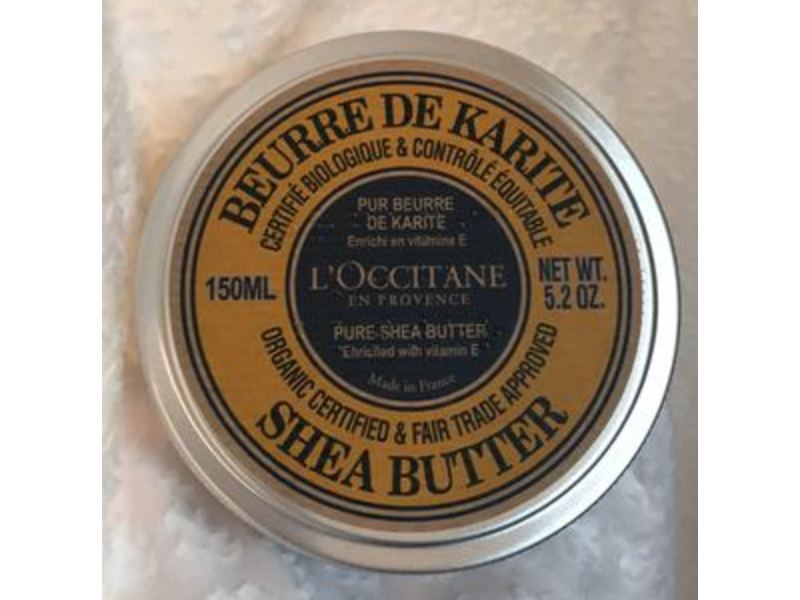 BEURRE DE KARITE
CERTIFIÉ BIOLOGIQUE & CONTRÔLÉ ÉQUITABLE
PUR BEURRE
DE KARITÉ
Enrichi en vitamine E
150ML
L'OCCITANE
EN PROVENCE
NET WT.
5.2 OZ.
PURE SHEA BUTTER
*Enriched with vitamin E
Made in France
ORGANIC CERTIFIED & FAIR TRADE APPROVED
SHEA BUTTER